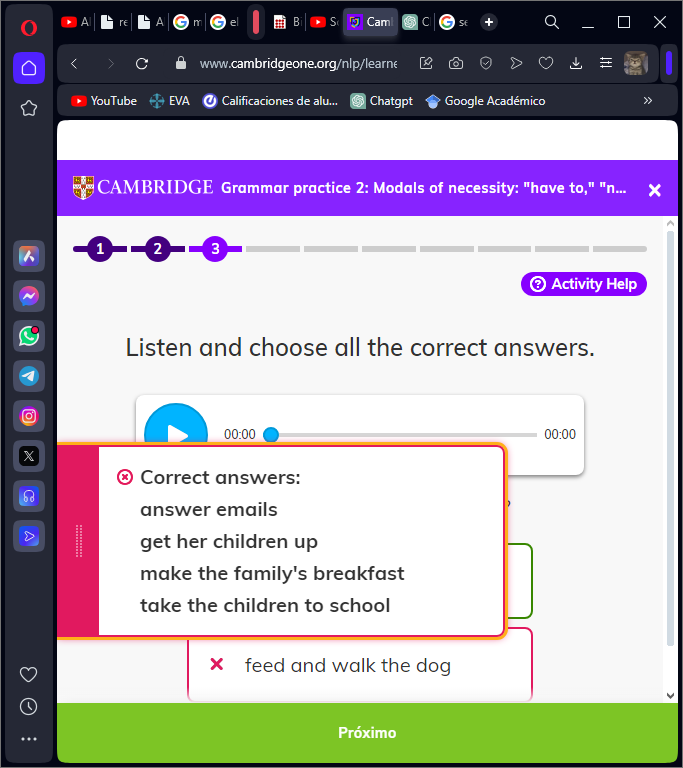 www.cambridgeone.org/nlp/learne
YouTube
EVA
Calificaciones de alu...
Chatgpt
Google Académico
CAMBRIDGE
Grammar practice 2: Modals of necessity: "have to," "n...
1
2
3
Activity Help
Listen and choose all the correct answers.
00:00
00:00
Correct answers:
answer emails
get her children up
make the family's breakfast
take the children to school
feed and walk the dog
Próximo